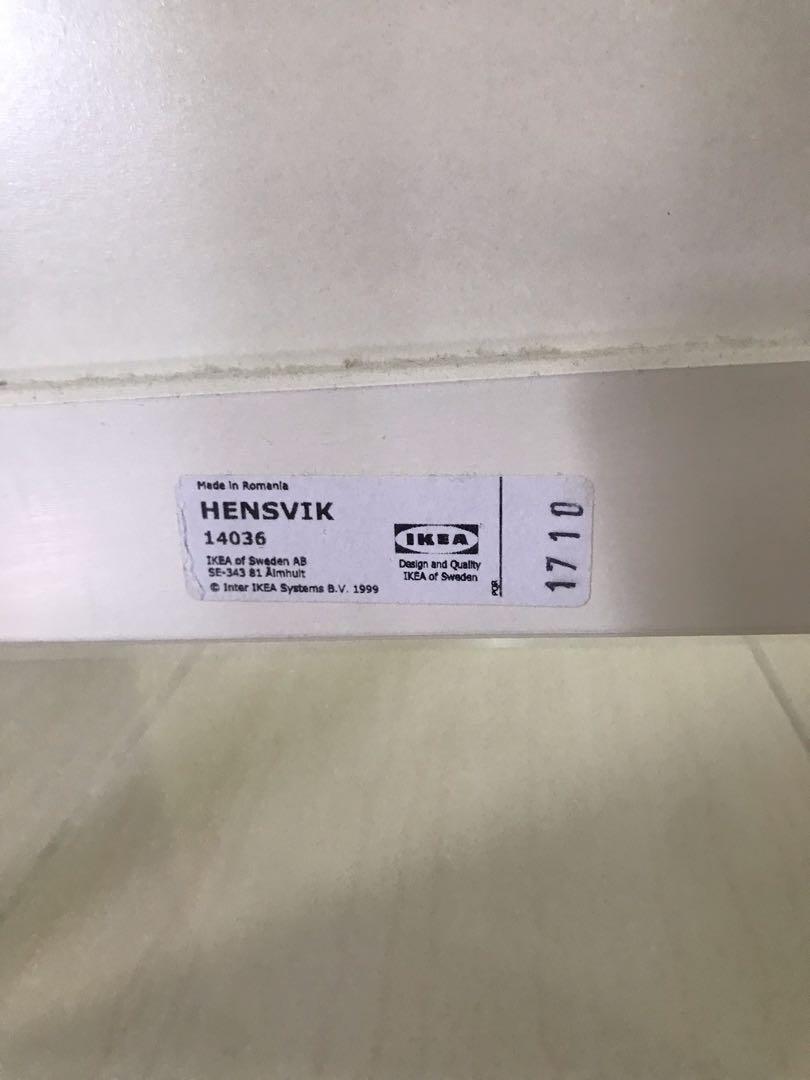 Made in Romania
HENSVIK
14036
IKEA of Sweden AB
SE-343 81 Älmhult
© Inter IKEA Systems B.V. 1999
IKEA
Design and Quality
IKEA of Sweden
PQR
1710